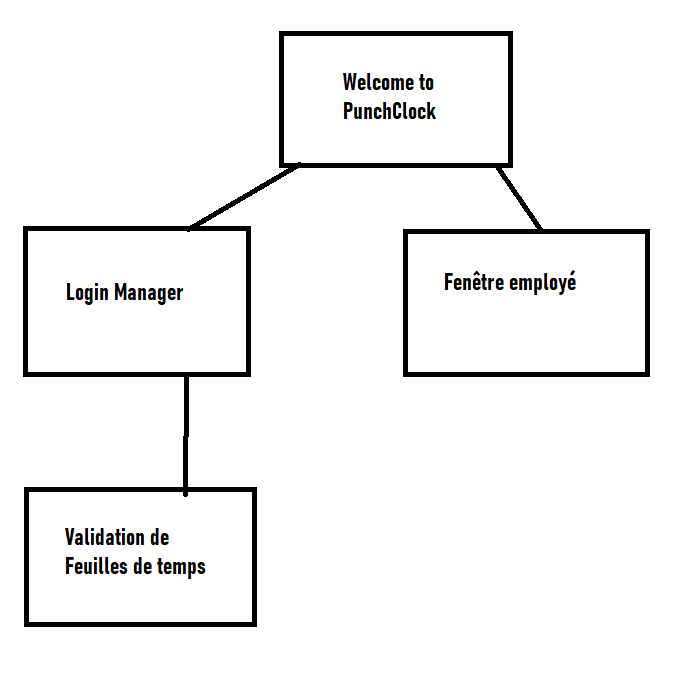 Welcome to
PunchClock
Login Manager
Fenêtre employé
Validation de
Feuilles de temps